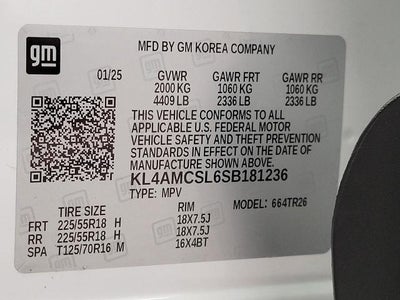 gm
MFD BY GM KOREA COMPANY
01/25 GVWR GAWR FRT GAWR RR
2000 KG 1060 KG 1060 KG
4409 LB 2336 LB 2336 LB
THIS VEHICLE CONFORMS TO ALL
APPLICABLE U.S. FEDERAL MOTOR
VEHICLE SAFETY AND THEFT PREVENTION
STANDARDS IN EFFECT ON THE DATE OF
MANUFACTURE SHOWN ABOVE.
KL4AMCSL6SB181236
TYPE: MPV MODEL: 664TR26
TIRE SIZE RIM
FRT 225/55R18 H 18X7.5J
RR 225/55R18 H 18X7.5J
SPA T125/70R16 M 16X4BT